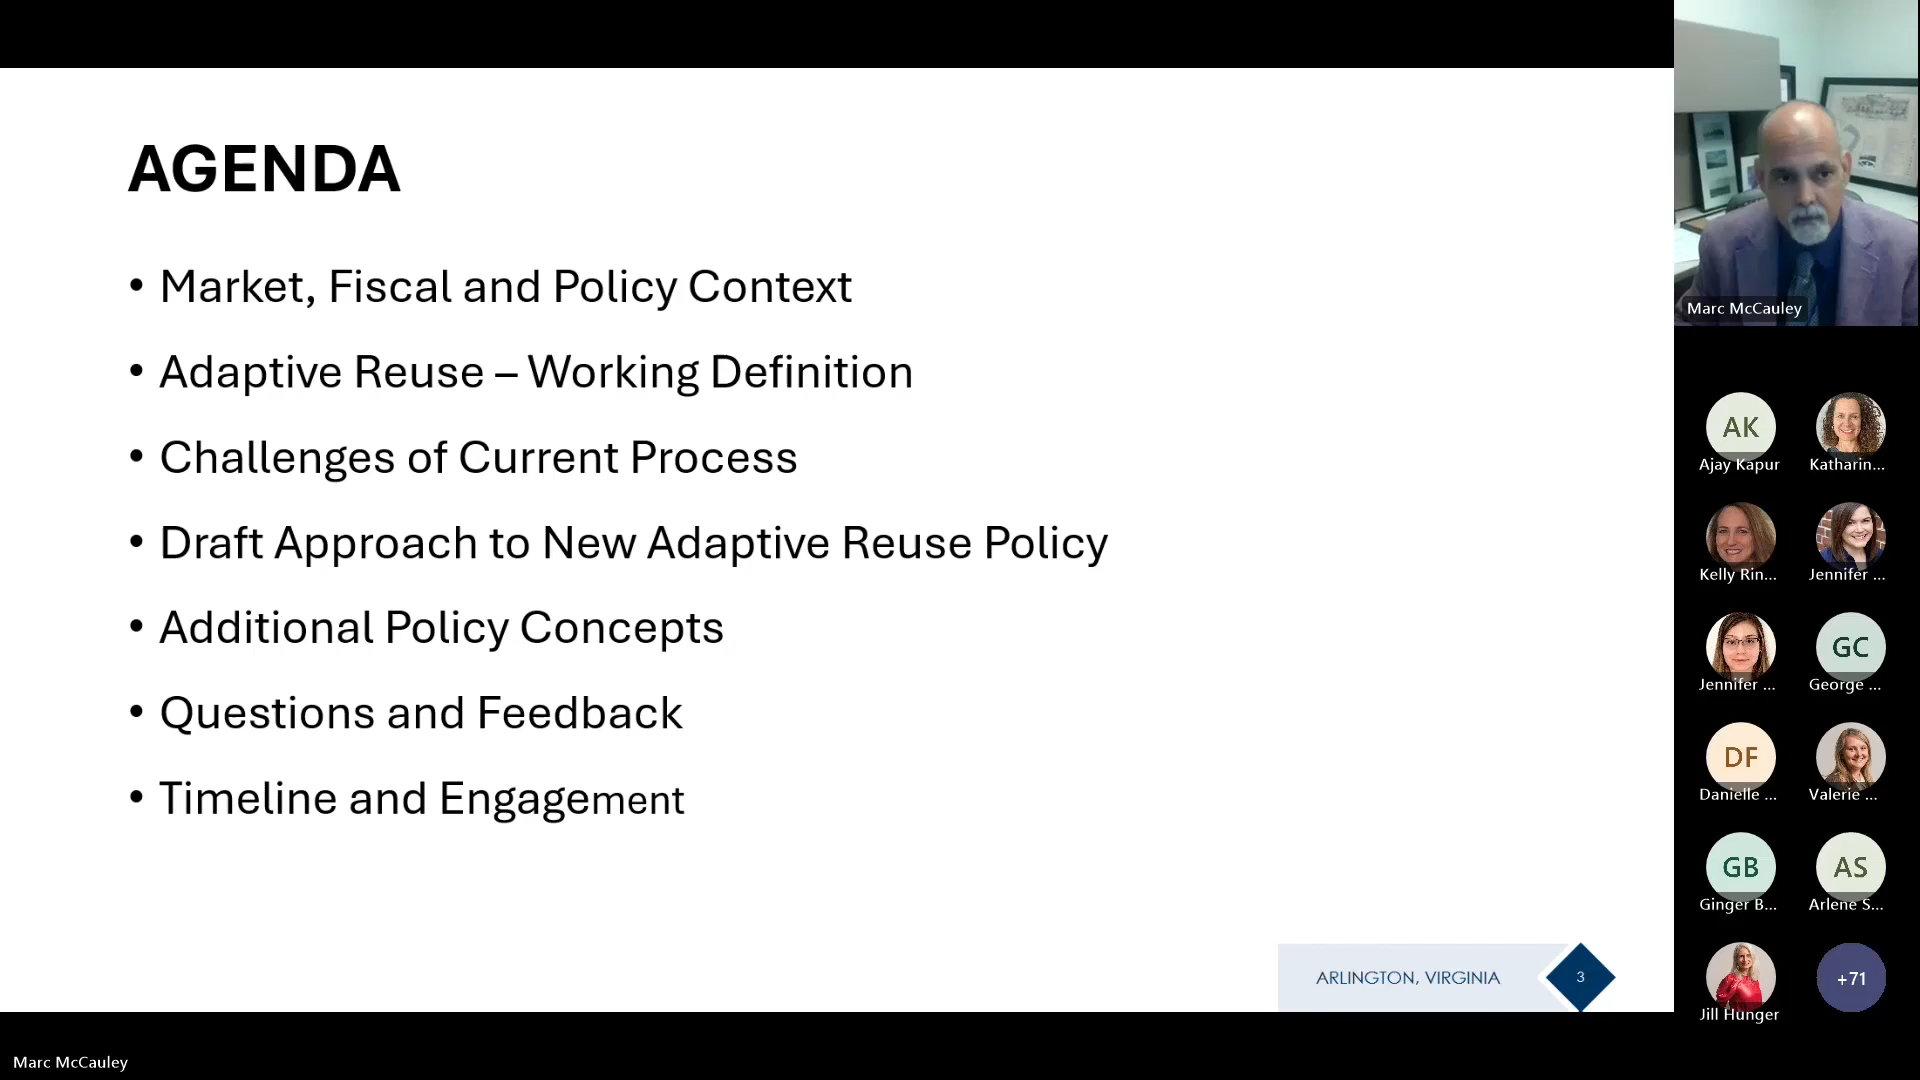 AGENDA
• Market, Fiscal and Policy Context
• Adaptive Reuse – Working Definition
• Challenges of Current Process
• Draft Approach to New Adaptive Reuse Policy
• Additional Policy Concepts
• Questions and Feedback
• Timeline and Engagement
ARLINGTON, VIRGINIA
3
Marc McCauley
Marc McCauley
AK
Ajay Kapur
Katharin...
Kelly Rin...
Jennifer ...
Jennifer ...
GC
George ...
DF
Danielle ...
Valerie ...
GB
Ginger B...
AS
Arlene S...
Jill Hunger
+71